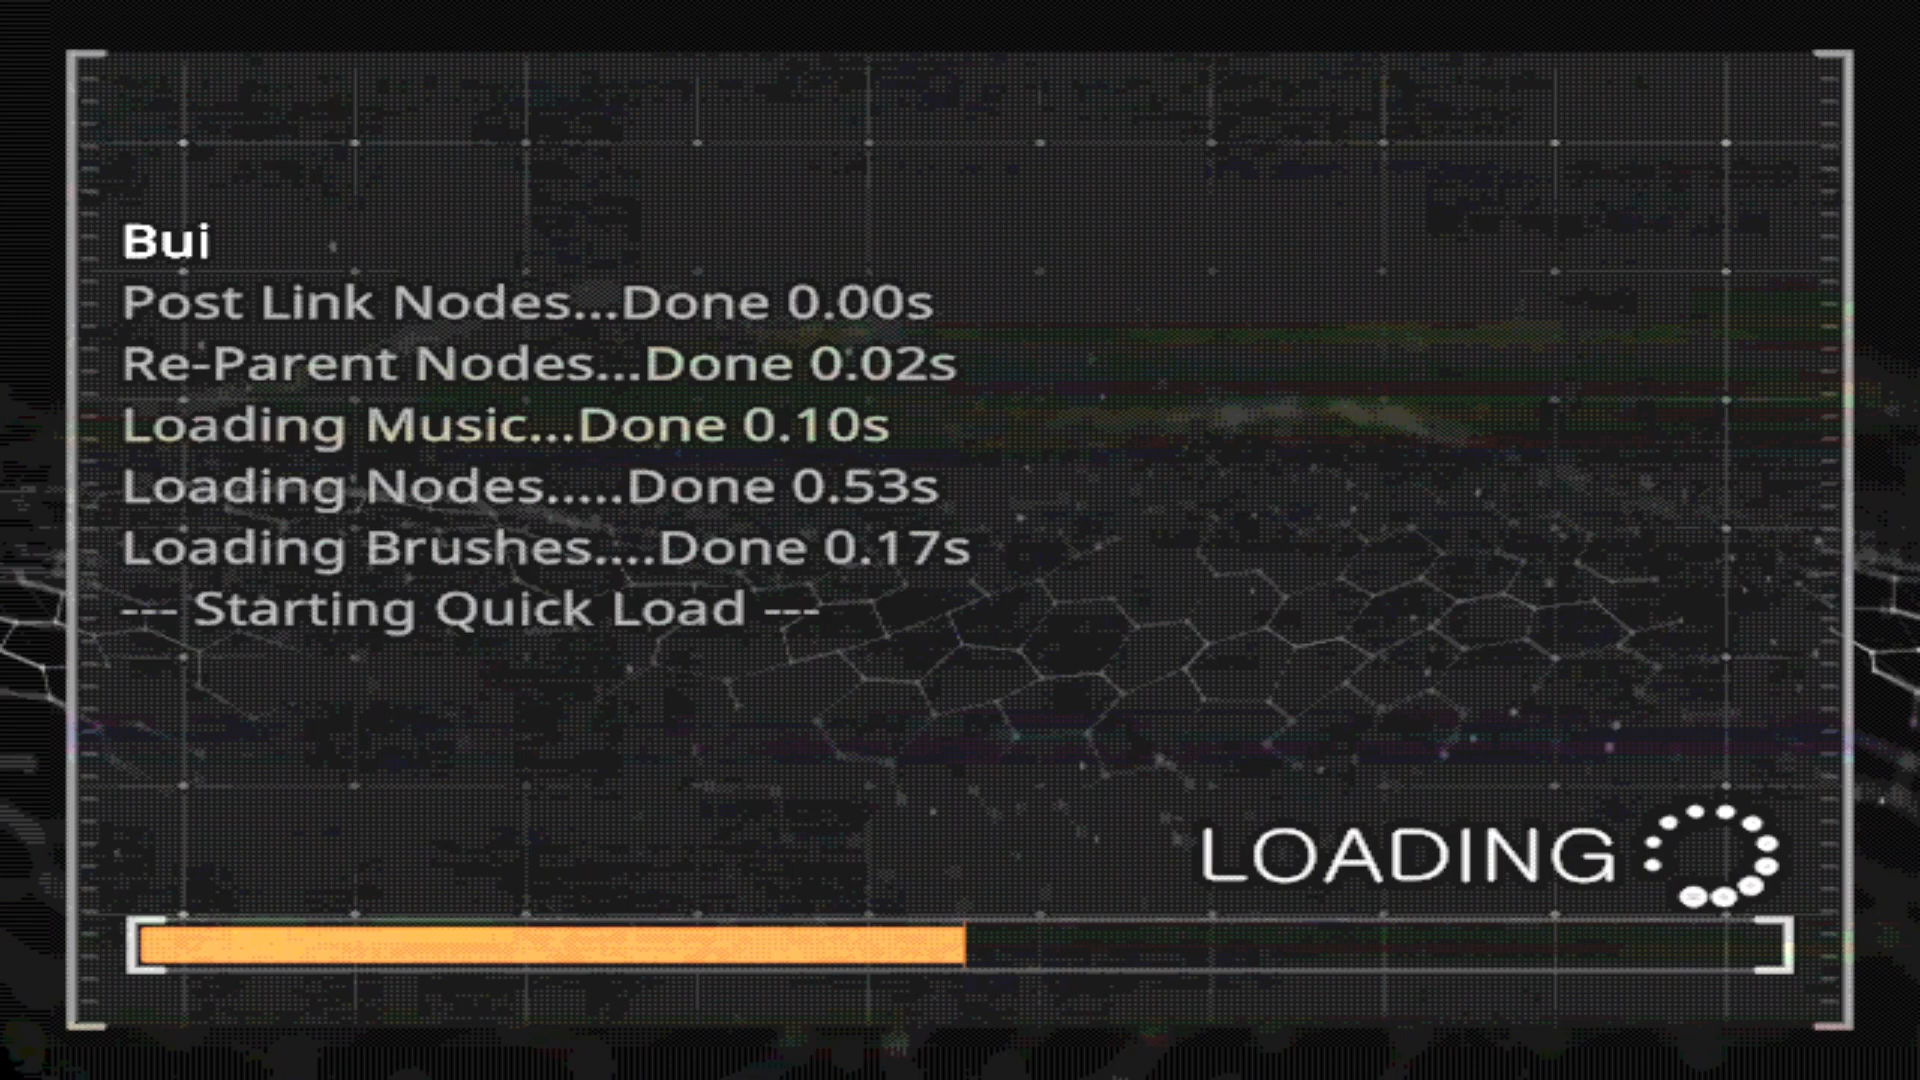 Bui
Post Link Nodes...Done 0.00s
Re-Parent Nodes...Done 0.02s
Loading Music...Done 0.10s
Loading Nodes.....Done 0.53s
Loading Brushes....Done 0.17s
--- Starting Quick Load ---
LOADING